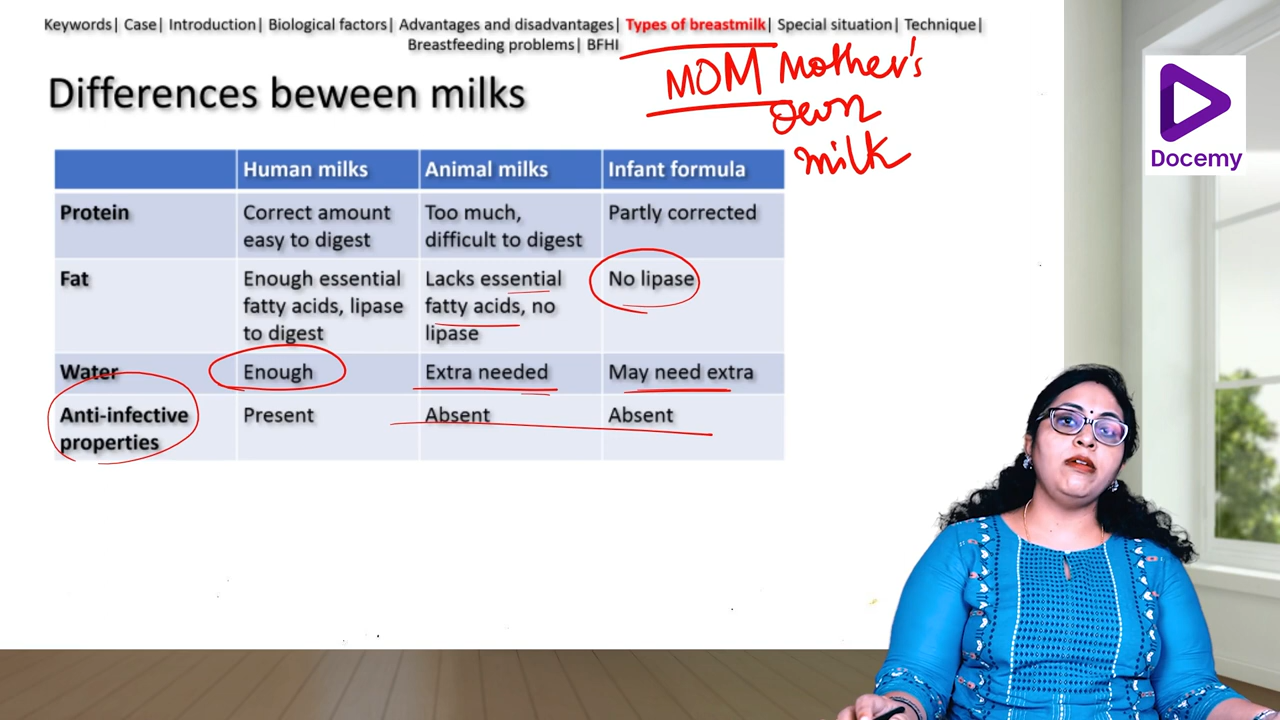 Keywords| Case| Introduction| Biological factors| Advantages and disadvantages| Types of breastmilk| Special situation| Technique|
Breastfeeding problems| BFHI
Differences beween milks
MOM Mother's
own
milk
Docemy
Human milks Animal milks Infant formula
Protein Correct amount easy to digest Too much, difficult to digest Partly corrected
Fat Enough essential fatty acids, lipase to digest Lacks essential fatty acids, no lipase No lipase
Water Enough Extra needed May need extra
Anti-infective properties Present Absent Absent